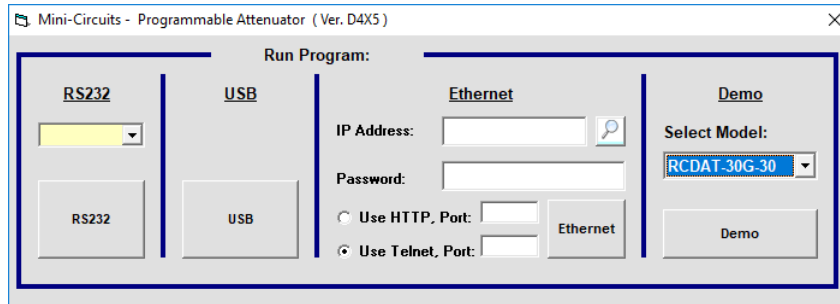 Mini-Circuits - Programmable Attenuator ( Ver. D4X5 )
Run Program:
RS232
RS232
USB
USB
Ethernet
IP Address:
Password:
Use HTTP, Port:
Use Telnet, Port:
Ethernet
Demo
Select Model:
RCDAT-30G-30
Demo